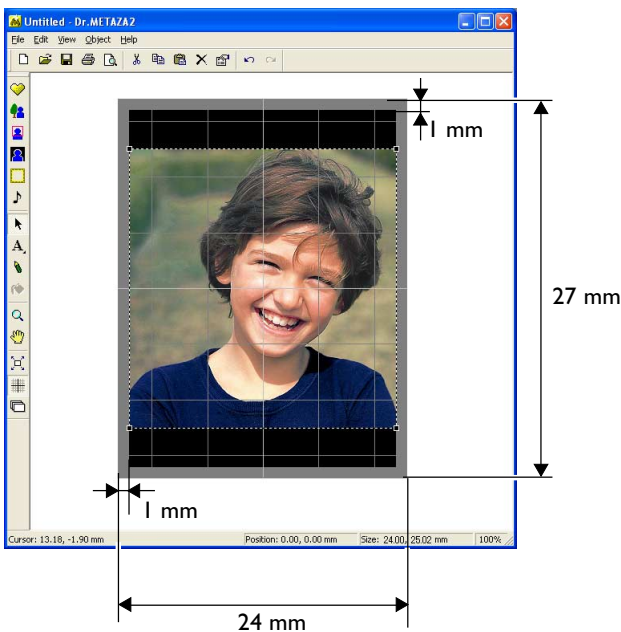 Untitled - Dr.METAZA2
File Edit View Object Help
1 mm
27 mm
1 mm
Cursor: 13.18, -1.90 mm Position: 0.00, 0.00 mm Size: 24.00, 25.02 mm 100%
24 mm